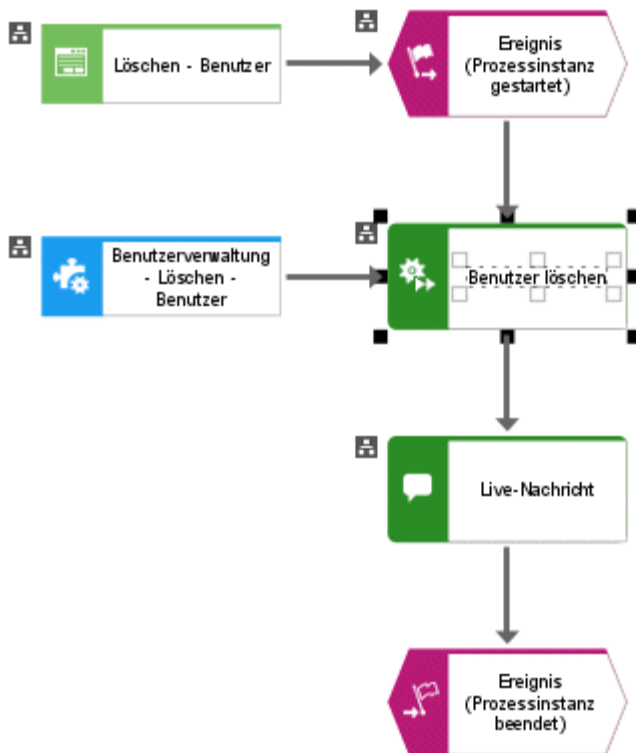 Löschen - Benutzer
Ereignis
(Prozessinstanz
gestartet)
Benutzerverwaltung
- Löschen -
Benutzer
Benutzer löschen
Live-Nachricht
Ereignis
(Prozessinstanz
beendet)